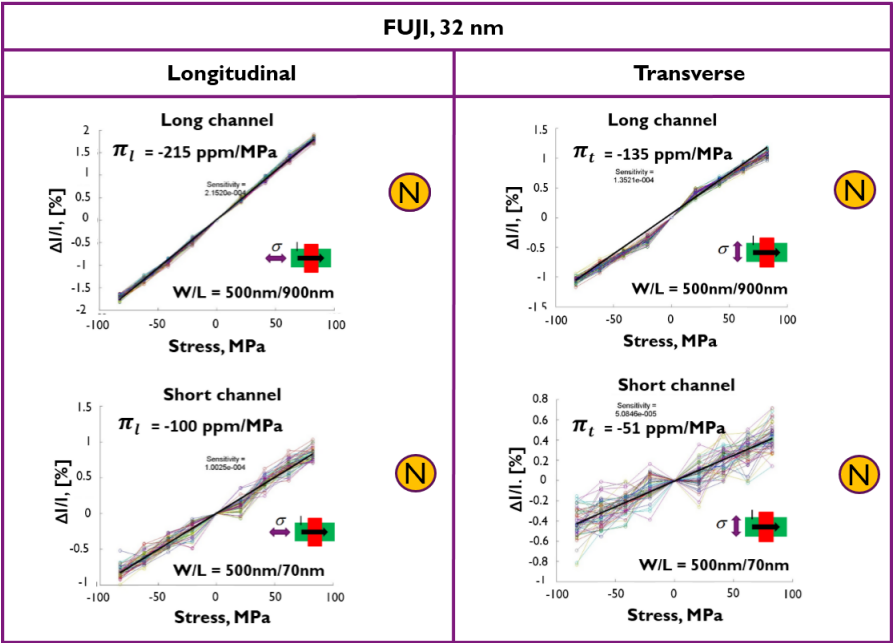 FUJI, 32 nm
Longitudinal
Transverse
Long channel
π_l = -215 ppm/MPa
Sensitivity =
2.1520e-004
N
ΔI/I, [%]
2
1.5
1
0.5
0
-0.5
-1
-1.5
-2
σ
I
W/L = 500nm/900nm
-100
-50
0
50
100
Stress, MPa
Long channel
π_t = -135 ppm/MPa
Sensitivity =
1.3521e-004
N
ΔI/I, [%]
1.5
1
0.5
0
-0.5
-1
-1.5
σ
I
W/L = 500nm/900nm
-100
-50
0
50
100
Stress, MPa
Short channel
π_l = -100 ppm/MPa
Sensitivity =
1.0025e-004
N
ΔI/I, [%]
1.5
1
0.5
0
-0.5
-1
σ
I
W/L = 500nm/70nm
-100
-50
0
50
100
Stress, MPa
Short channel
Sensitivity =
5.0846e-005
π_t = -51 ppm/MPa
N
ΔI/I. [%]
0.8
0.6
0.4
0.2
0
-0.2
-0.4
-0.6
-0.8
-1
σ
I
W/L = 500nm/70nm
-100
-50
0
50
100
Stress, MPa